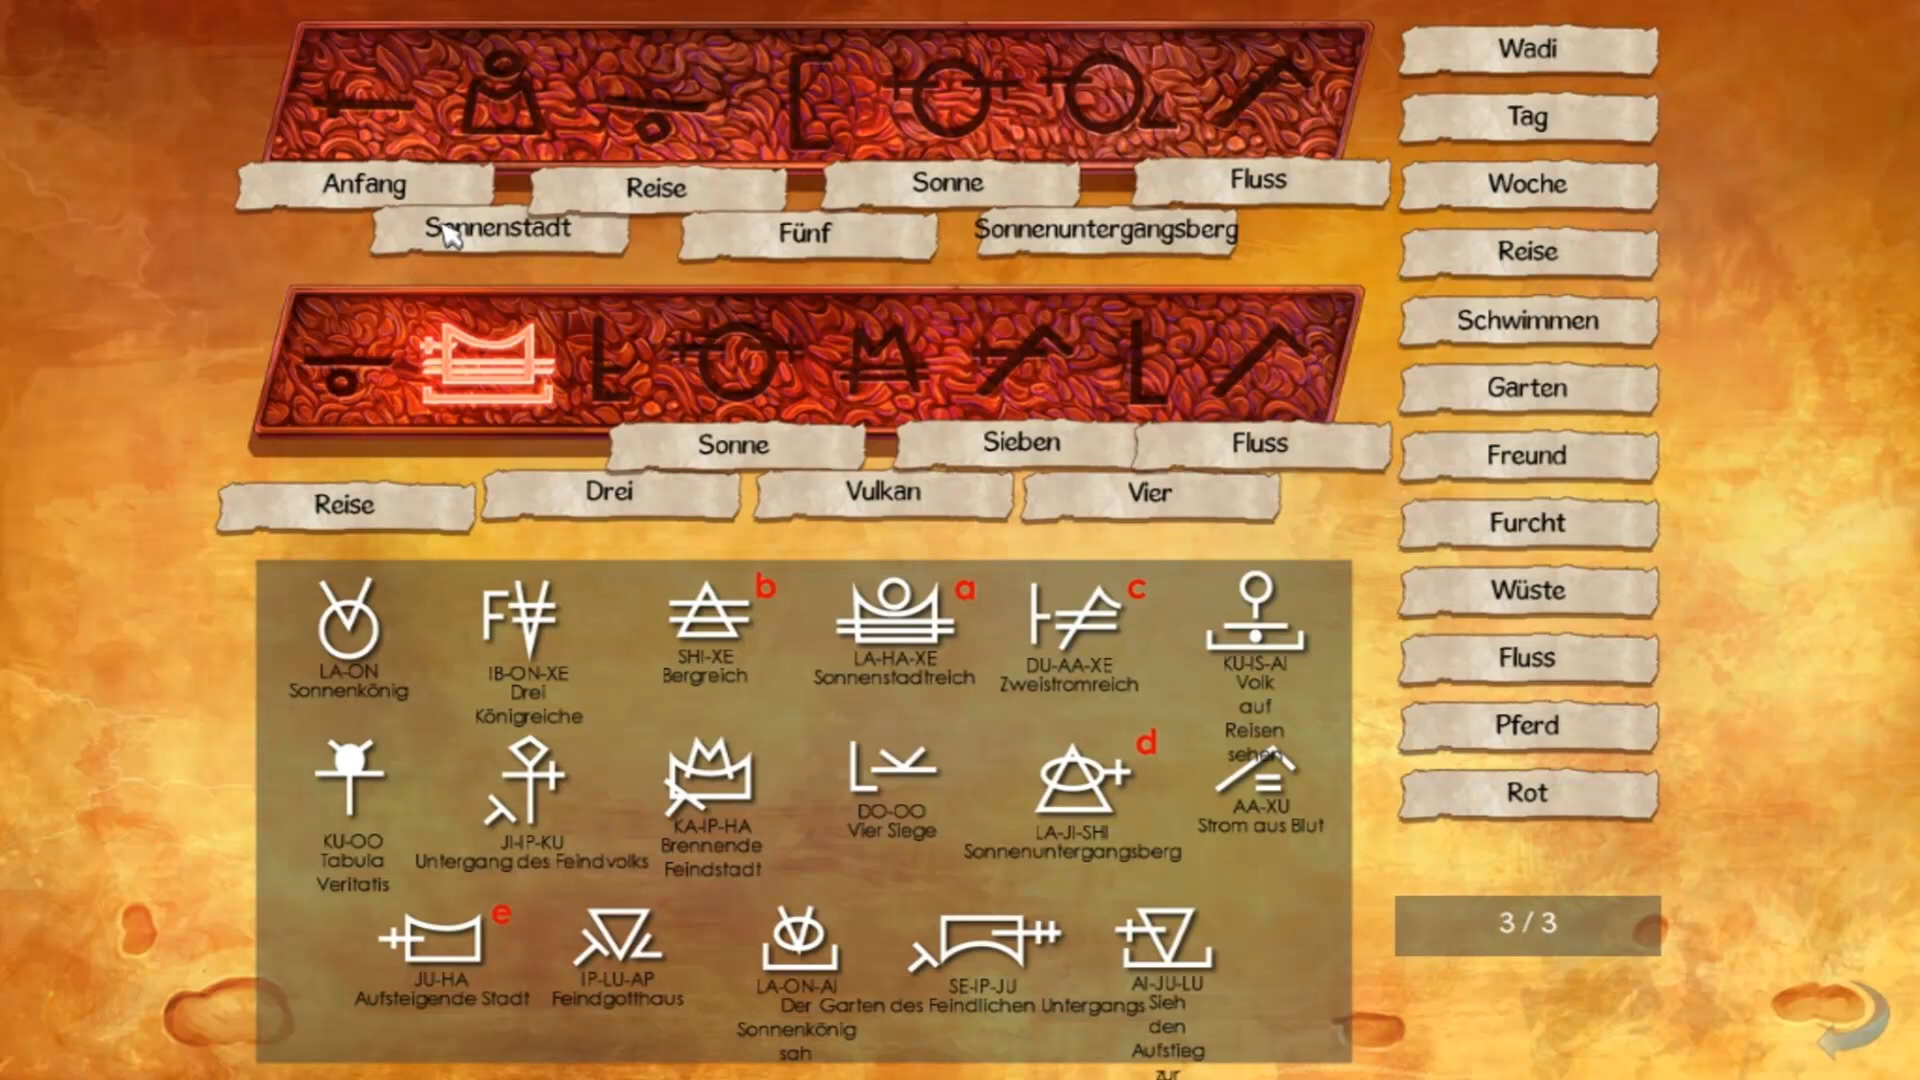 Wadi
Anfang
Reise
Sonne
Fluss
Sonnenstadt
Fünf
Sonnenuntergangsberg
Tag
Woche
Reise
Schwimmen
Garten
Freund
Furcht
Wüste
Fluss
Pferd
Rot
Sonne
Sieben
Fluss
Reise
Drei
Vulkan
Vier
b
a
c
LA-ON
Sonnenkönig
IB-ON-XE
Drei
Königreiche
SHI-XE
Bergreich
LA-HA-XE
Sonnenstadtreich
DU-AA-XE
Zweistromreich
KU-IS-AI
Volk
auf
Reisen
sehen
d
KU-OO
Tabula
Veritatis
JI-IP-KU
Untergang des Feindvolks
KA-IP-HA
Brennende
Feindstadt
DO-OO
Vier Siege
LA-JI-SHI
Sonnenuntergangsberg
AA-XU
Strom aus Blut
e
JU-HA
Aufsteigende Stadt
IP-LU-AP
Feindgotthaus
LA-ON-AI
Sonnenkönig
sah
SE-IP-JU
Der Garten des Feindlichen Untergangs
AI-JU-LU
Sieh
den
Aufstieg
zur
3 / 3